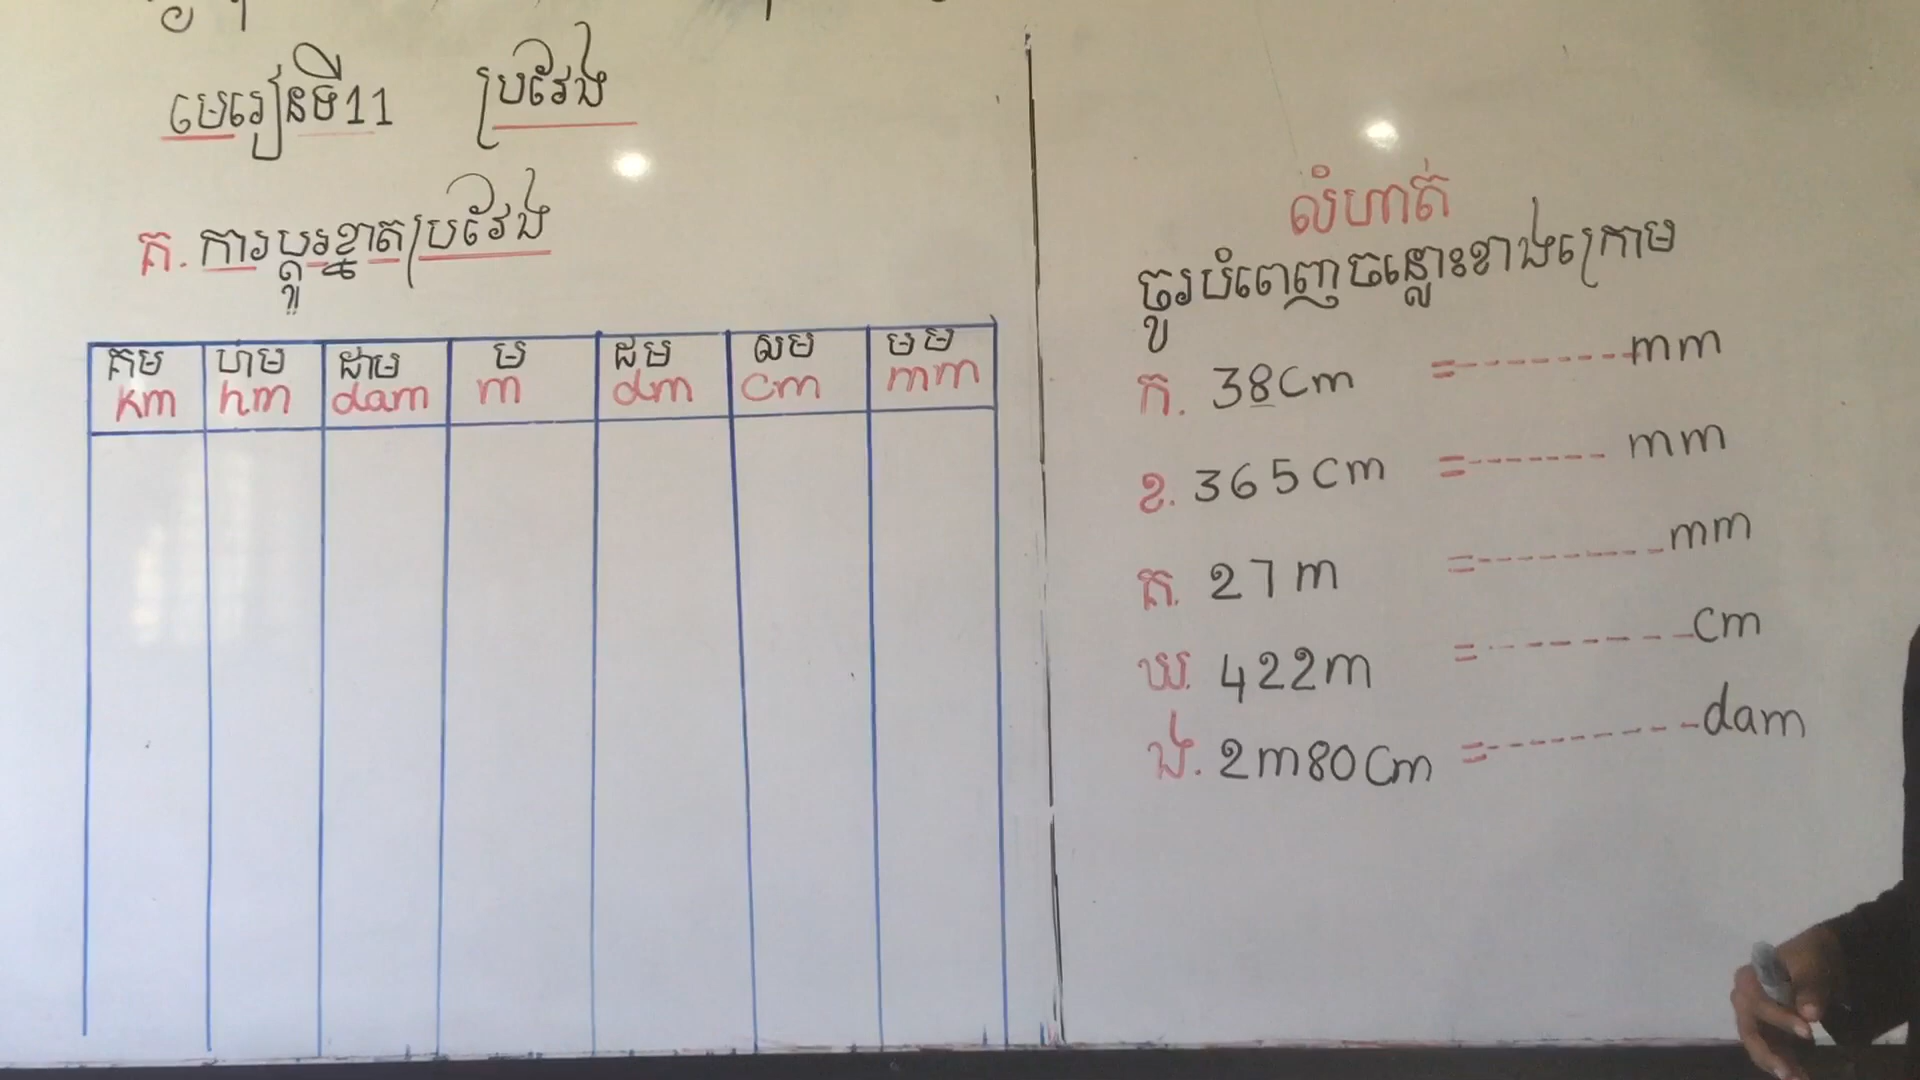 មេរៀនទី11 ប្រវែង
គ. ការប្ដូរខ្នាតប្រវែង
គម ហម ដាម ម ដម សម មម
km hm dam m dm cm mm
លំហាត់
ចូរបំពេញចន្លោះខាងក្រោម
ក. 38cm =-------- mm
ខ. 365cm =------- mm
គ. 27m =-------- mm
ឃ. 422m =-------- cm
ង. 2m80cm =--------- dam